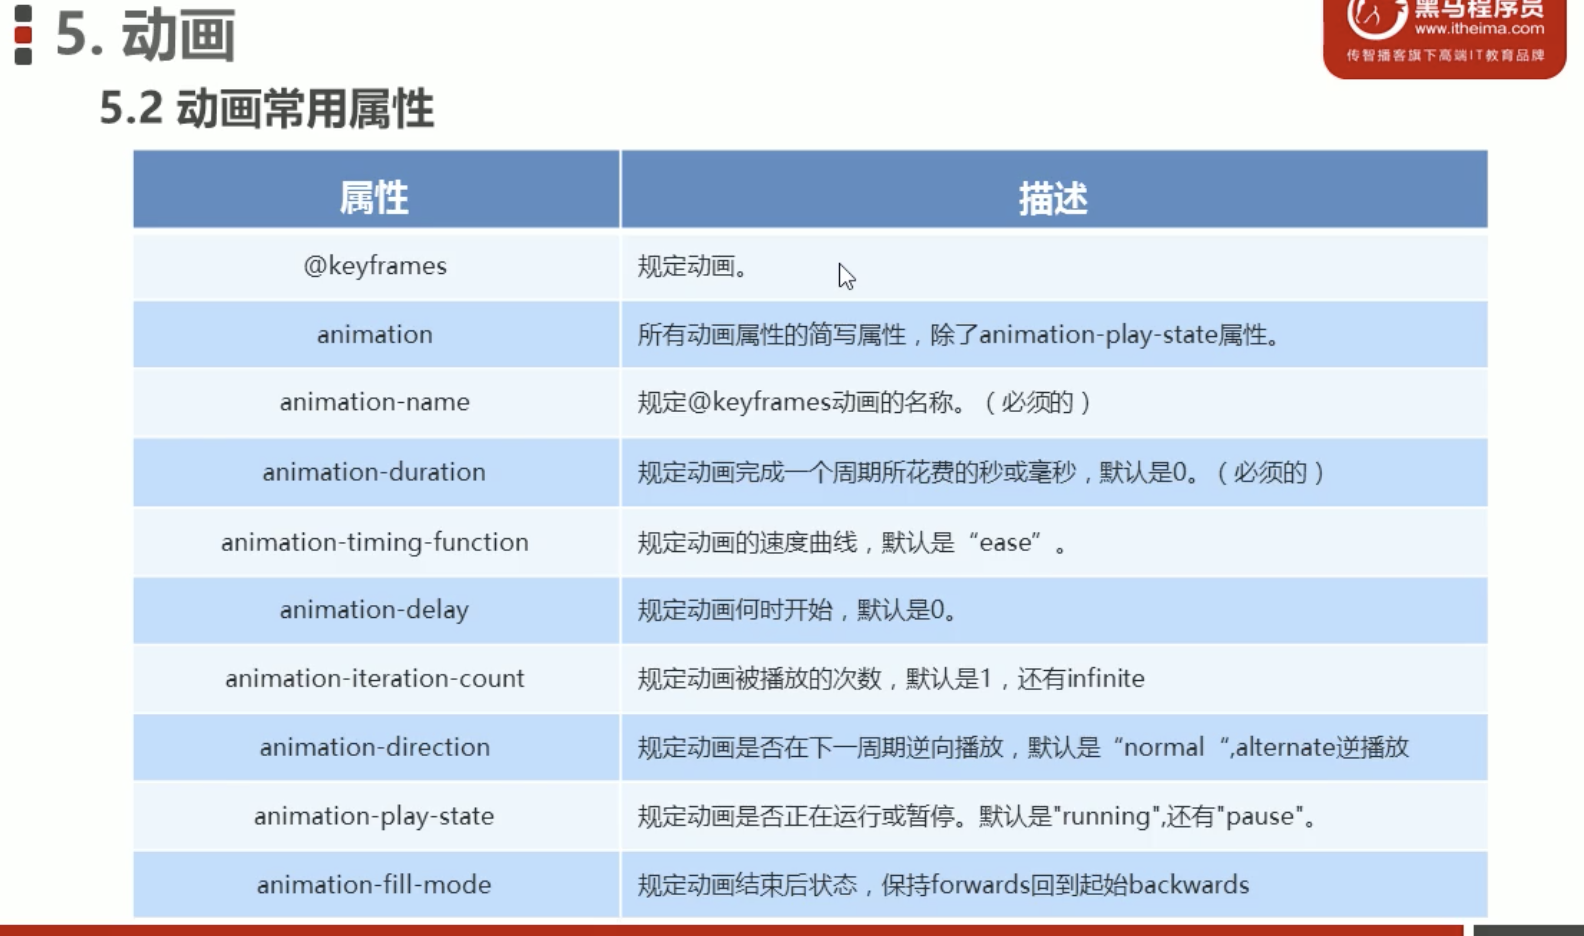 5. 动画
黑马程序员
www.itheima.com
传智播客旗下高端IT教育品牌
5.2 动画常用属性
属性 描述
@keyframes 规定动画。
animation 所有动画属性的简写属性，除了animation-play-state属性。
animation-name 规定@keyframes动画的名称。（必须的）
animation-duration 规定动画完成一个周期所花费的秒或毫秒，默认是0。（必须的）
animation-timing-function 规定动画的速度曲线，默认是“ease”。
animation-delay 规定动画何时开始，默认是0。
animation-iteration-count 规定动画被播放的次数，默认是1，还有infinite
animation-direction 规定动画是否在下一周期逆向播放，默认是“normal “,alternate逆播放
animation-play-state 规定动画是否正在运行或暂停。默认是"running",还有"pause"。
animation-fill-mode 规定动画结束后状态，保持forwards回到起始backwards